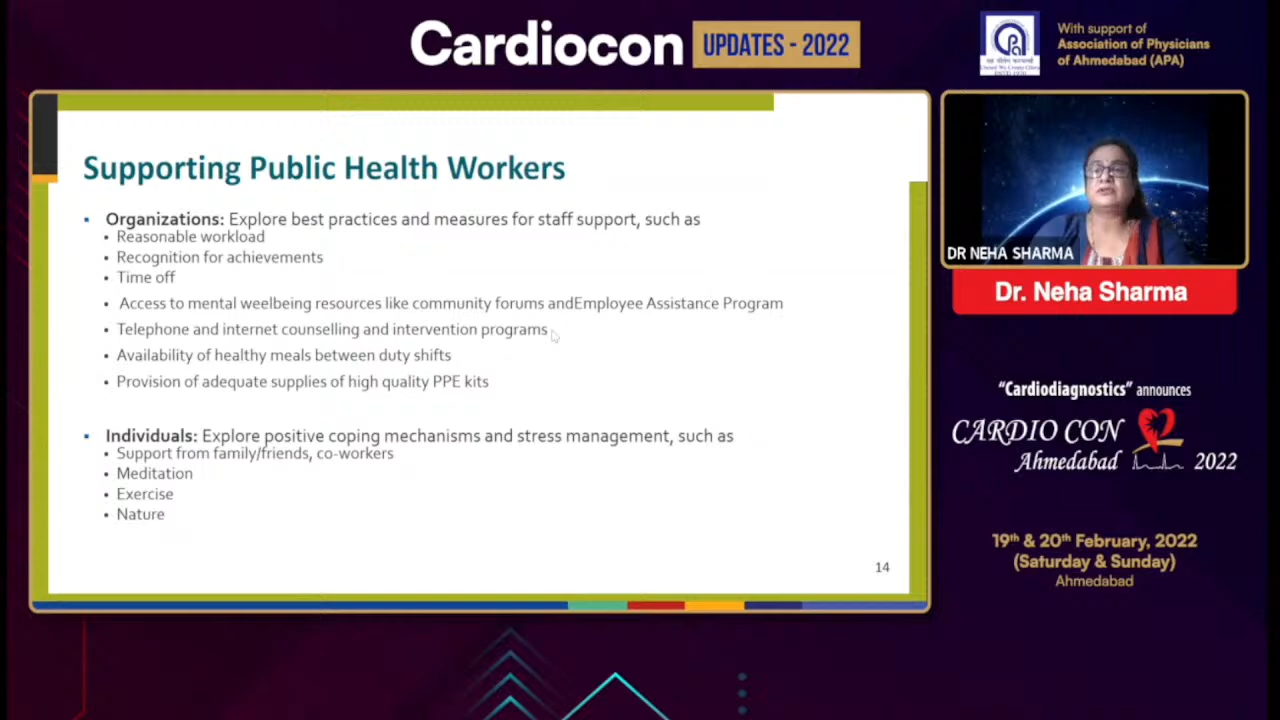 Cardiocon
UPDATES - 2022
With support of
Association of Physicians
of Ahmedabad (APA)
Supporting Public Health Workers
▪ Organizations: Explore best practices and measures for staff support, such as
• Reasonable workload
• Recognition for achievements
• Time off
• Access to mental weelbeing resources like community forums andEmployee Assistance Program
• Telephone and internet counselling and intervention programs
• Availability of healthy meals between duty shifts
• Provision of adequate supplies of high quality PPE kits
▪ Individuals: Explore positive coping mechanisms and stress management, such as
• Support from family/friends, co-workers
• Meditation
• Exercise
• Nature
14
DR NEHA SHARMA
Dr. Neha Sharma
“Cardiodiagnostics” announces
CARDIO CON
Ahmedabad 2022
19th & 20th February, 2022
(Saturday & Sunday)
Ahmedabad